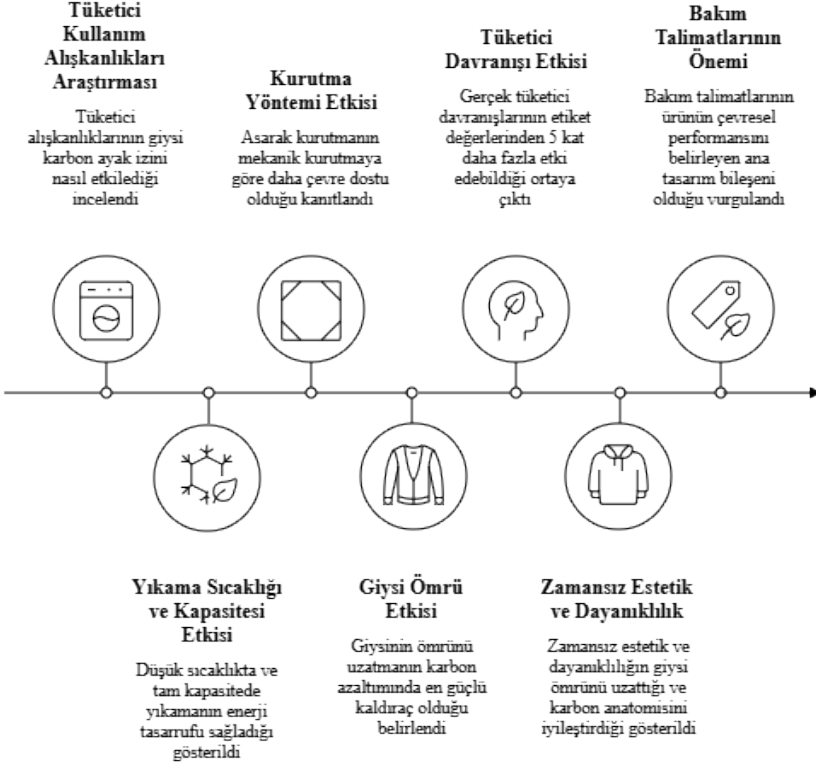 Tüketici
Kullanım
Alışkanlıkları
Araştırması
Tüketici
alışkanlıklarının giysi
karbon ayak izini
nasıl etkilediği
incelendi
Kurutma
Yöntemi Etkisi
Asarak kurutmanın
mekanik kurutmaya
göre daha çevre dostu
olduğu kanıtlandı
Tüketici
Davranışı Etkisi
Gerçek tüketici
davranışlarının etiket
değerlerinden 5 kat
daha fazla etki
edebildiği ortaya
çıktı
Bakım
Talimatlarının
Önemi
Bakım talimatlarının
ürünün çevresel
performansını
belirleyen ana
tasarım bileşeni
olduğu vurgulandı
Yıkama Sıcaklığı
ve Kapasitesi
Etkisi
Düşük sıcaklıkta ve
tam kapasitede
yıkamanın enerji
tasarrufu sağladığı
gösterildi
Giysi Ömrü
Etkisi
Giysinin ömrünü
uzatmanın karbon
azaltımında en güçlü
kaldıraç olduğu
belirlendi
Zamansız Estetik
ve Dayanıklılık
Zamansız estetik ve
dayanıklılığın giysi
ömrünü uzattığı ve
karbon anatomisini
iyileştirdiği gösterildi